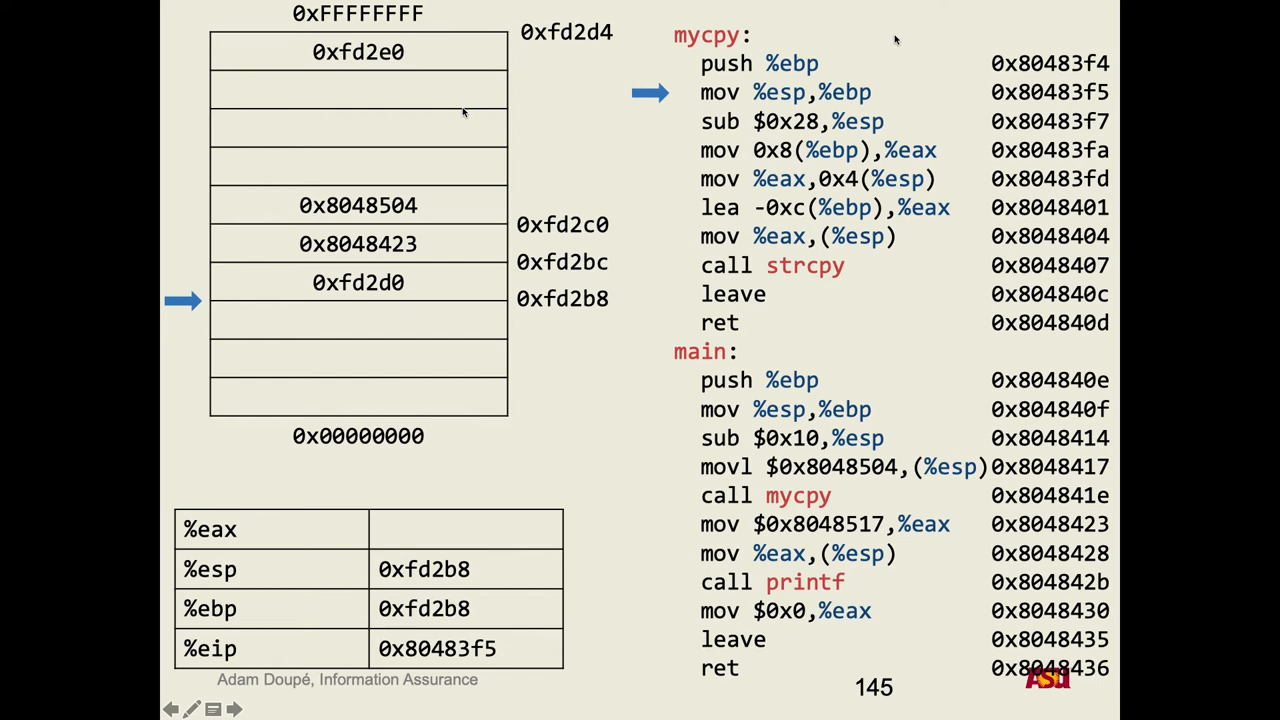 0xFFFFFFFF
0xfd2d4
0xfd2e0
0x8048504
0xfd2c0
0x8048423
0xfd2bc
0xfd2d0
0xfd2b8
0x00000000
%eax
%esp 0xfd2b8
%ebp 0xfd2b8
%eip 0x80483f5
mycpy:
push %ebp 0x80483f4
mov %esp,%ebp 0x80483f5
sub $0x28,%esp 0x80483f7
mov 0x8(%ebp),%eax 0x80483fa
mov %eax,0x4(%esp) 0x80483fd
lea -0xc(%ebp),%eax 0x8048401
mov %eax,(%esp) 0x8048404
call strcpy 0x8048407
leave 0x804840c
ret 0x804840d
main:
push %ebp 0x804840e
mov %esp,%ebp 0x804840f
sub $0x10,%esp 0x8048414
movl $0x8048504,(%esp) 0x8048417
call mycpy 0x804841e
mov $0x8048517,%eax 0x8048423
mov %eax,(%esp) 0x8048428
call printf 0x804842b
mov $0x0,%eax 0x8048430
leave 0x8048435
ret 0x8048436
Adam Doupé, Information Assurance
145
ASU